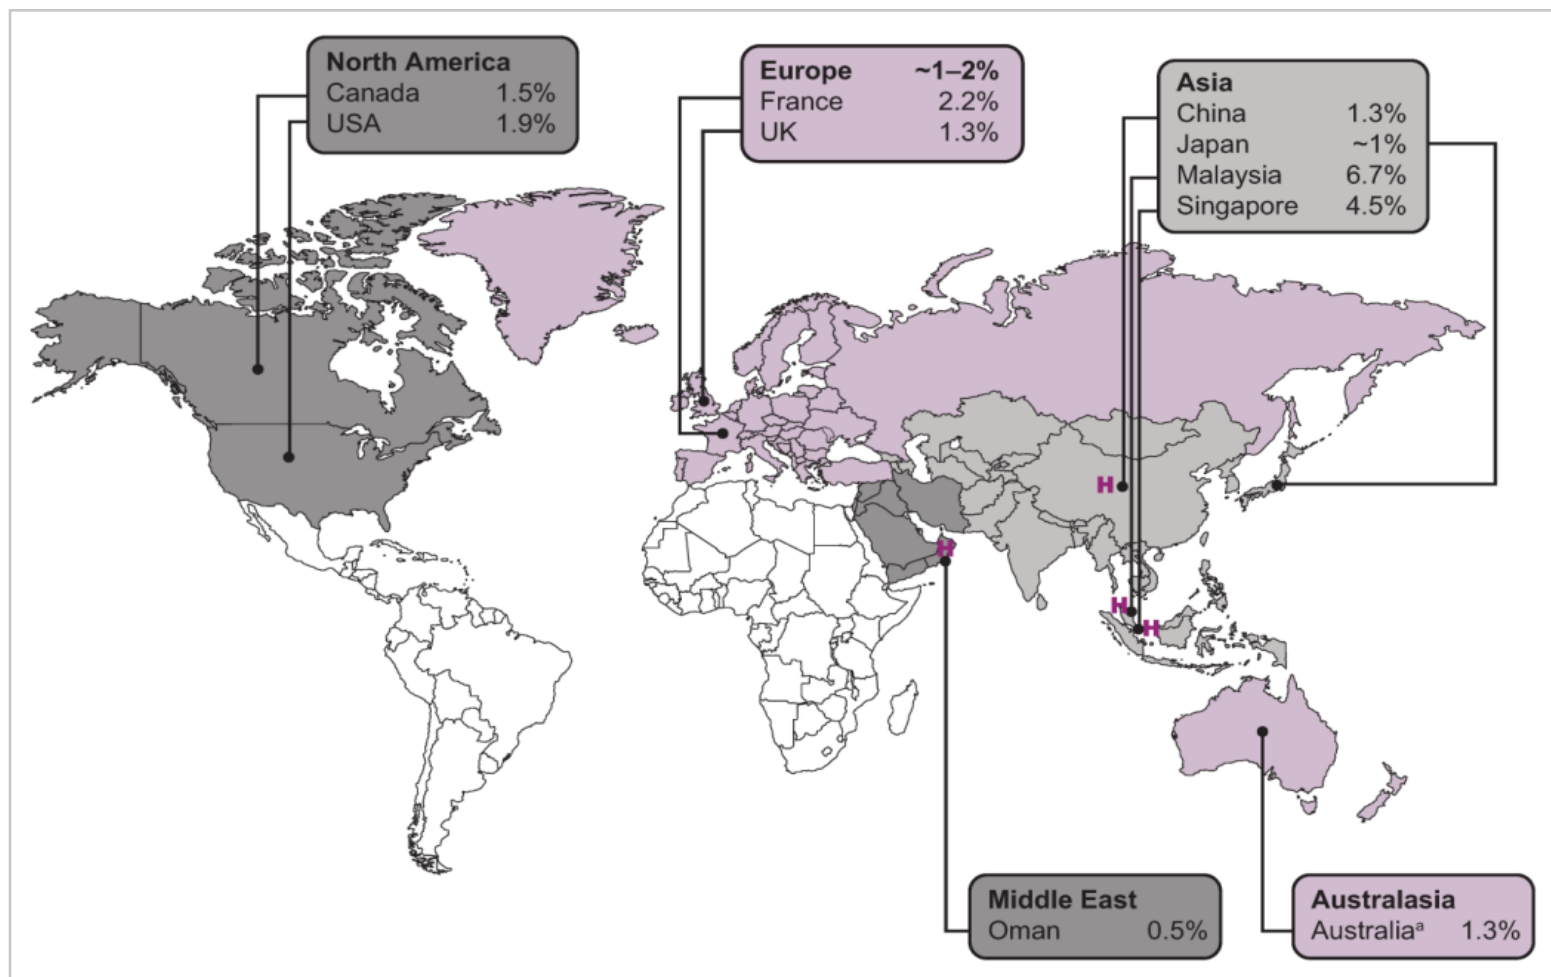 North America
Canada 1.5%
USA 1.9%
Europe ~1–2%
France 2.2%
UK 1.3%
Asia
China 1.3%
Japan ~1%
Malaysia 6.7%
Singapore 4.5%
H
H
H
H
Middle East
Oman 0.5%
Australasia
Australiaᵃ 1.3%